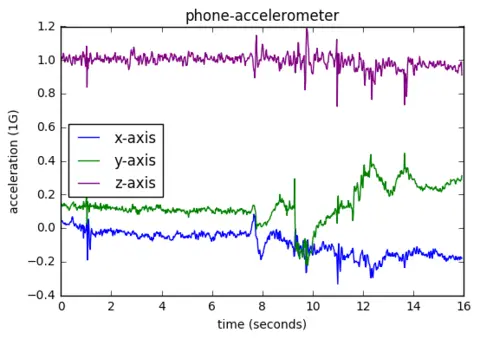 phone-accelerometer
acceleration (1G)
1.2
1.0
0.8
0.6
0.4
0.2
0.0
−0.2
−0.4
x-axis
y-axis
z-axis
0 2 4 6 8 10 12 14 16
time (seconds)